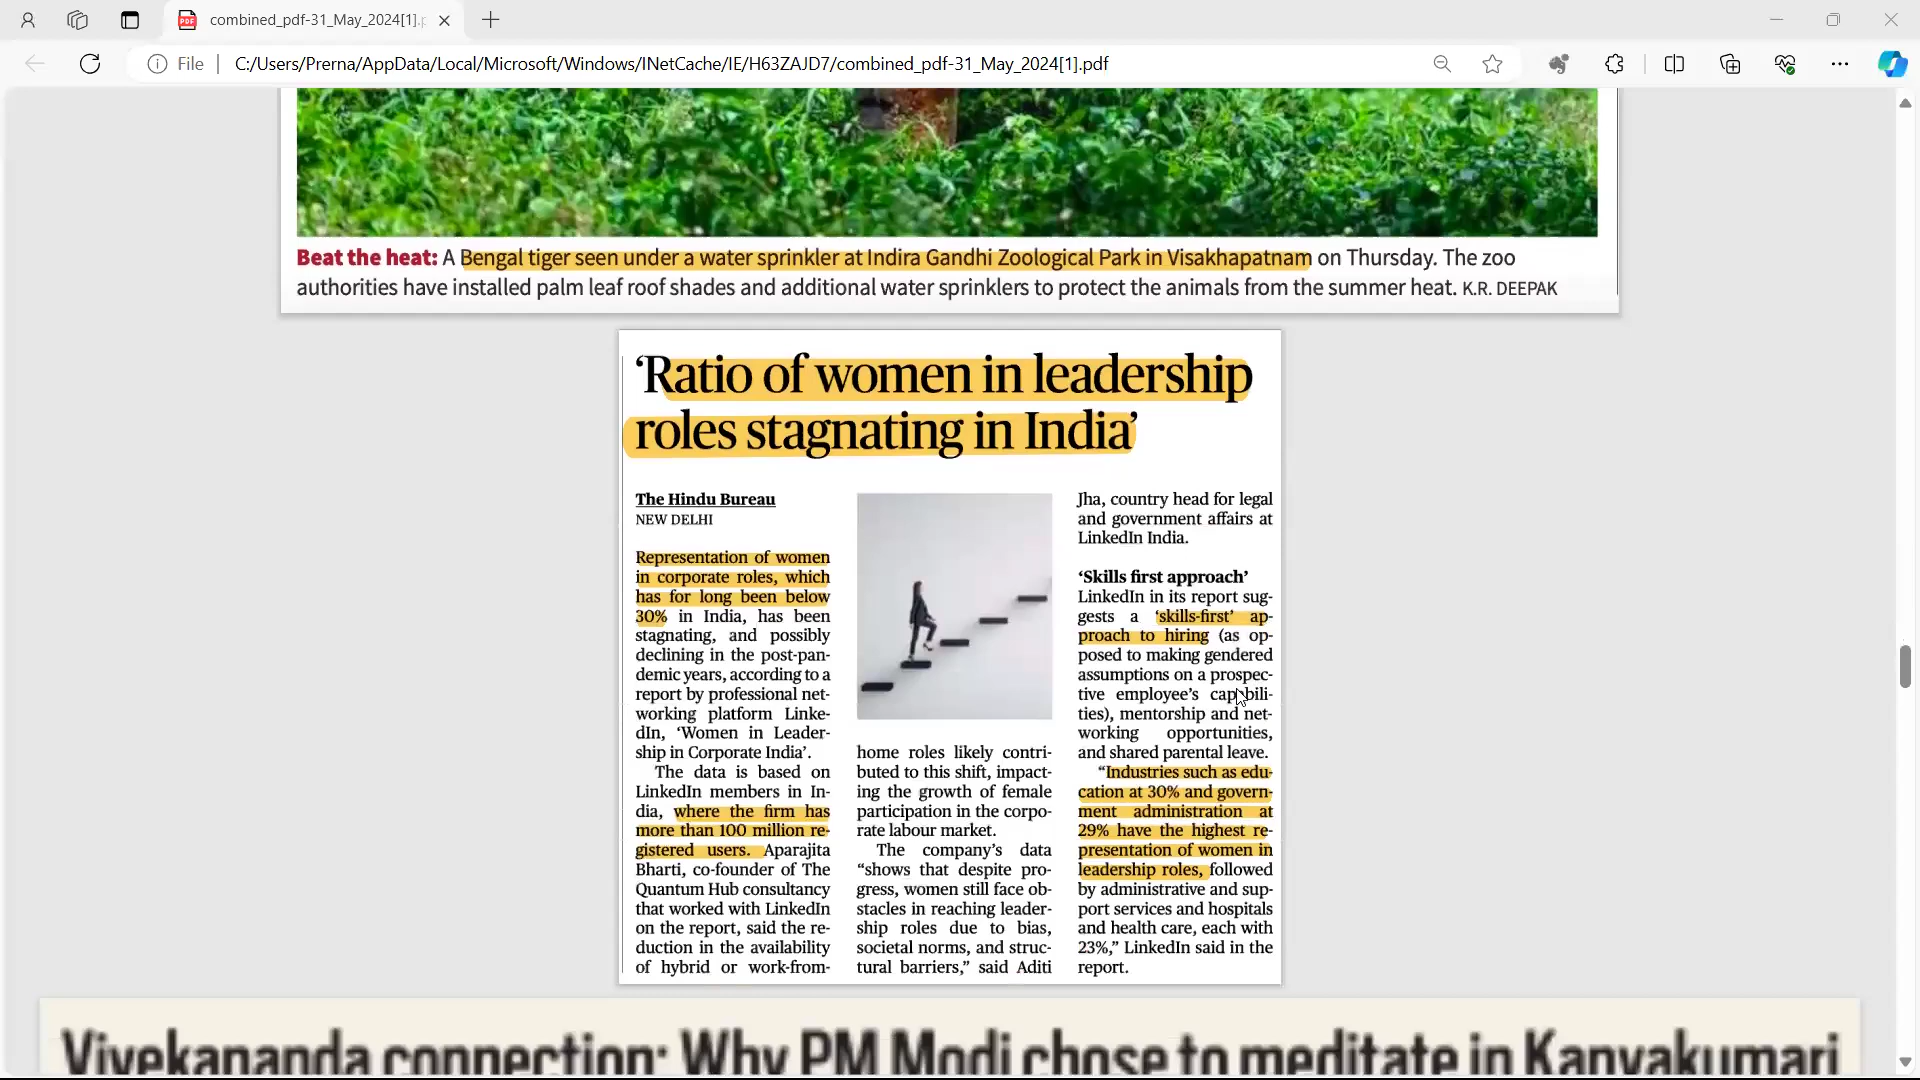 combined_pdf-31_May_2024[1].p
File
C:/Users/Prerna/AppData/Local/Microsoft/Windows/INetCache/IE/H63ZAJD7/combined_pdf-31_May_2024[1].pdf
Beat the heat: A Bengal tiger seen under a water sprinkler at Indira Gandhi Zoological Park in Visakhapatnam on Thursday. The zoo
authorities have installed palm leaf roof shades and additional water sprinklers to protect the animals from the summer heat. K.R. DEEPAK
‘Ratio of women in leadership
roles stagnating in India’
The Hindu Bureau
NEW DELHI
Representation of women
in corporate roles, which
has for long been below
30% in India, has been
stagnating, and possibly
declining in the post-pan-
demic years, according to a
report by professional net-
working platform Linke-
dIn, ‘Women in Leader-
ship in Corporate India’.
The data is based on
LinkedIn members in In-
dia, where the firm has
more than 100 million re-
gistered users. Aparajita
Bharti, co-founder of The
Quantum Hub consultancy
that worked with LinkedIn
on the report, said the re-
duction in the availability
of hybrid or work-from-
home roles likely contri-
buted to this shift, impact-
ing the growth of female
participation in the corpo-
rate labour market.
The company’s data
“shows that despite pro-
gress, women still face ob-
stacles in reaching leader-
ship roles due to bias,
societal norms, and struc-
tural barriers,” said Aditi
Jha, country head for legal
and government affairs at
LinkedIn India.
‘Skills first approach’
LinkedIn in its report sug-
gests a ‘skills-first’ ap-
proach to hiring (as op-
posed to making gendered
assumptions on a prospec-
tive employee’s capabili-
ties), mentorship and net-
working opportunities,
and shared parental leave.
“Industries such as edu-
cation at 30% and govern-
ment administration at
29% have the highest re-
presentation of women in
leadership roles, followed
by administrative and sup-
port services and hospitals
and health care, each with
23%,” LinkedIn said in the
report.
Vivekananda connection: Why PM Modi chose to meditate in Kanyakumari